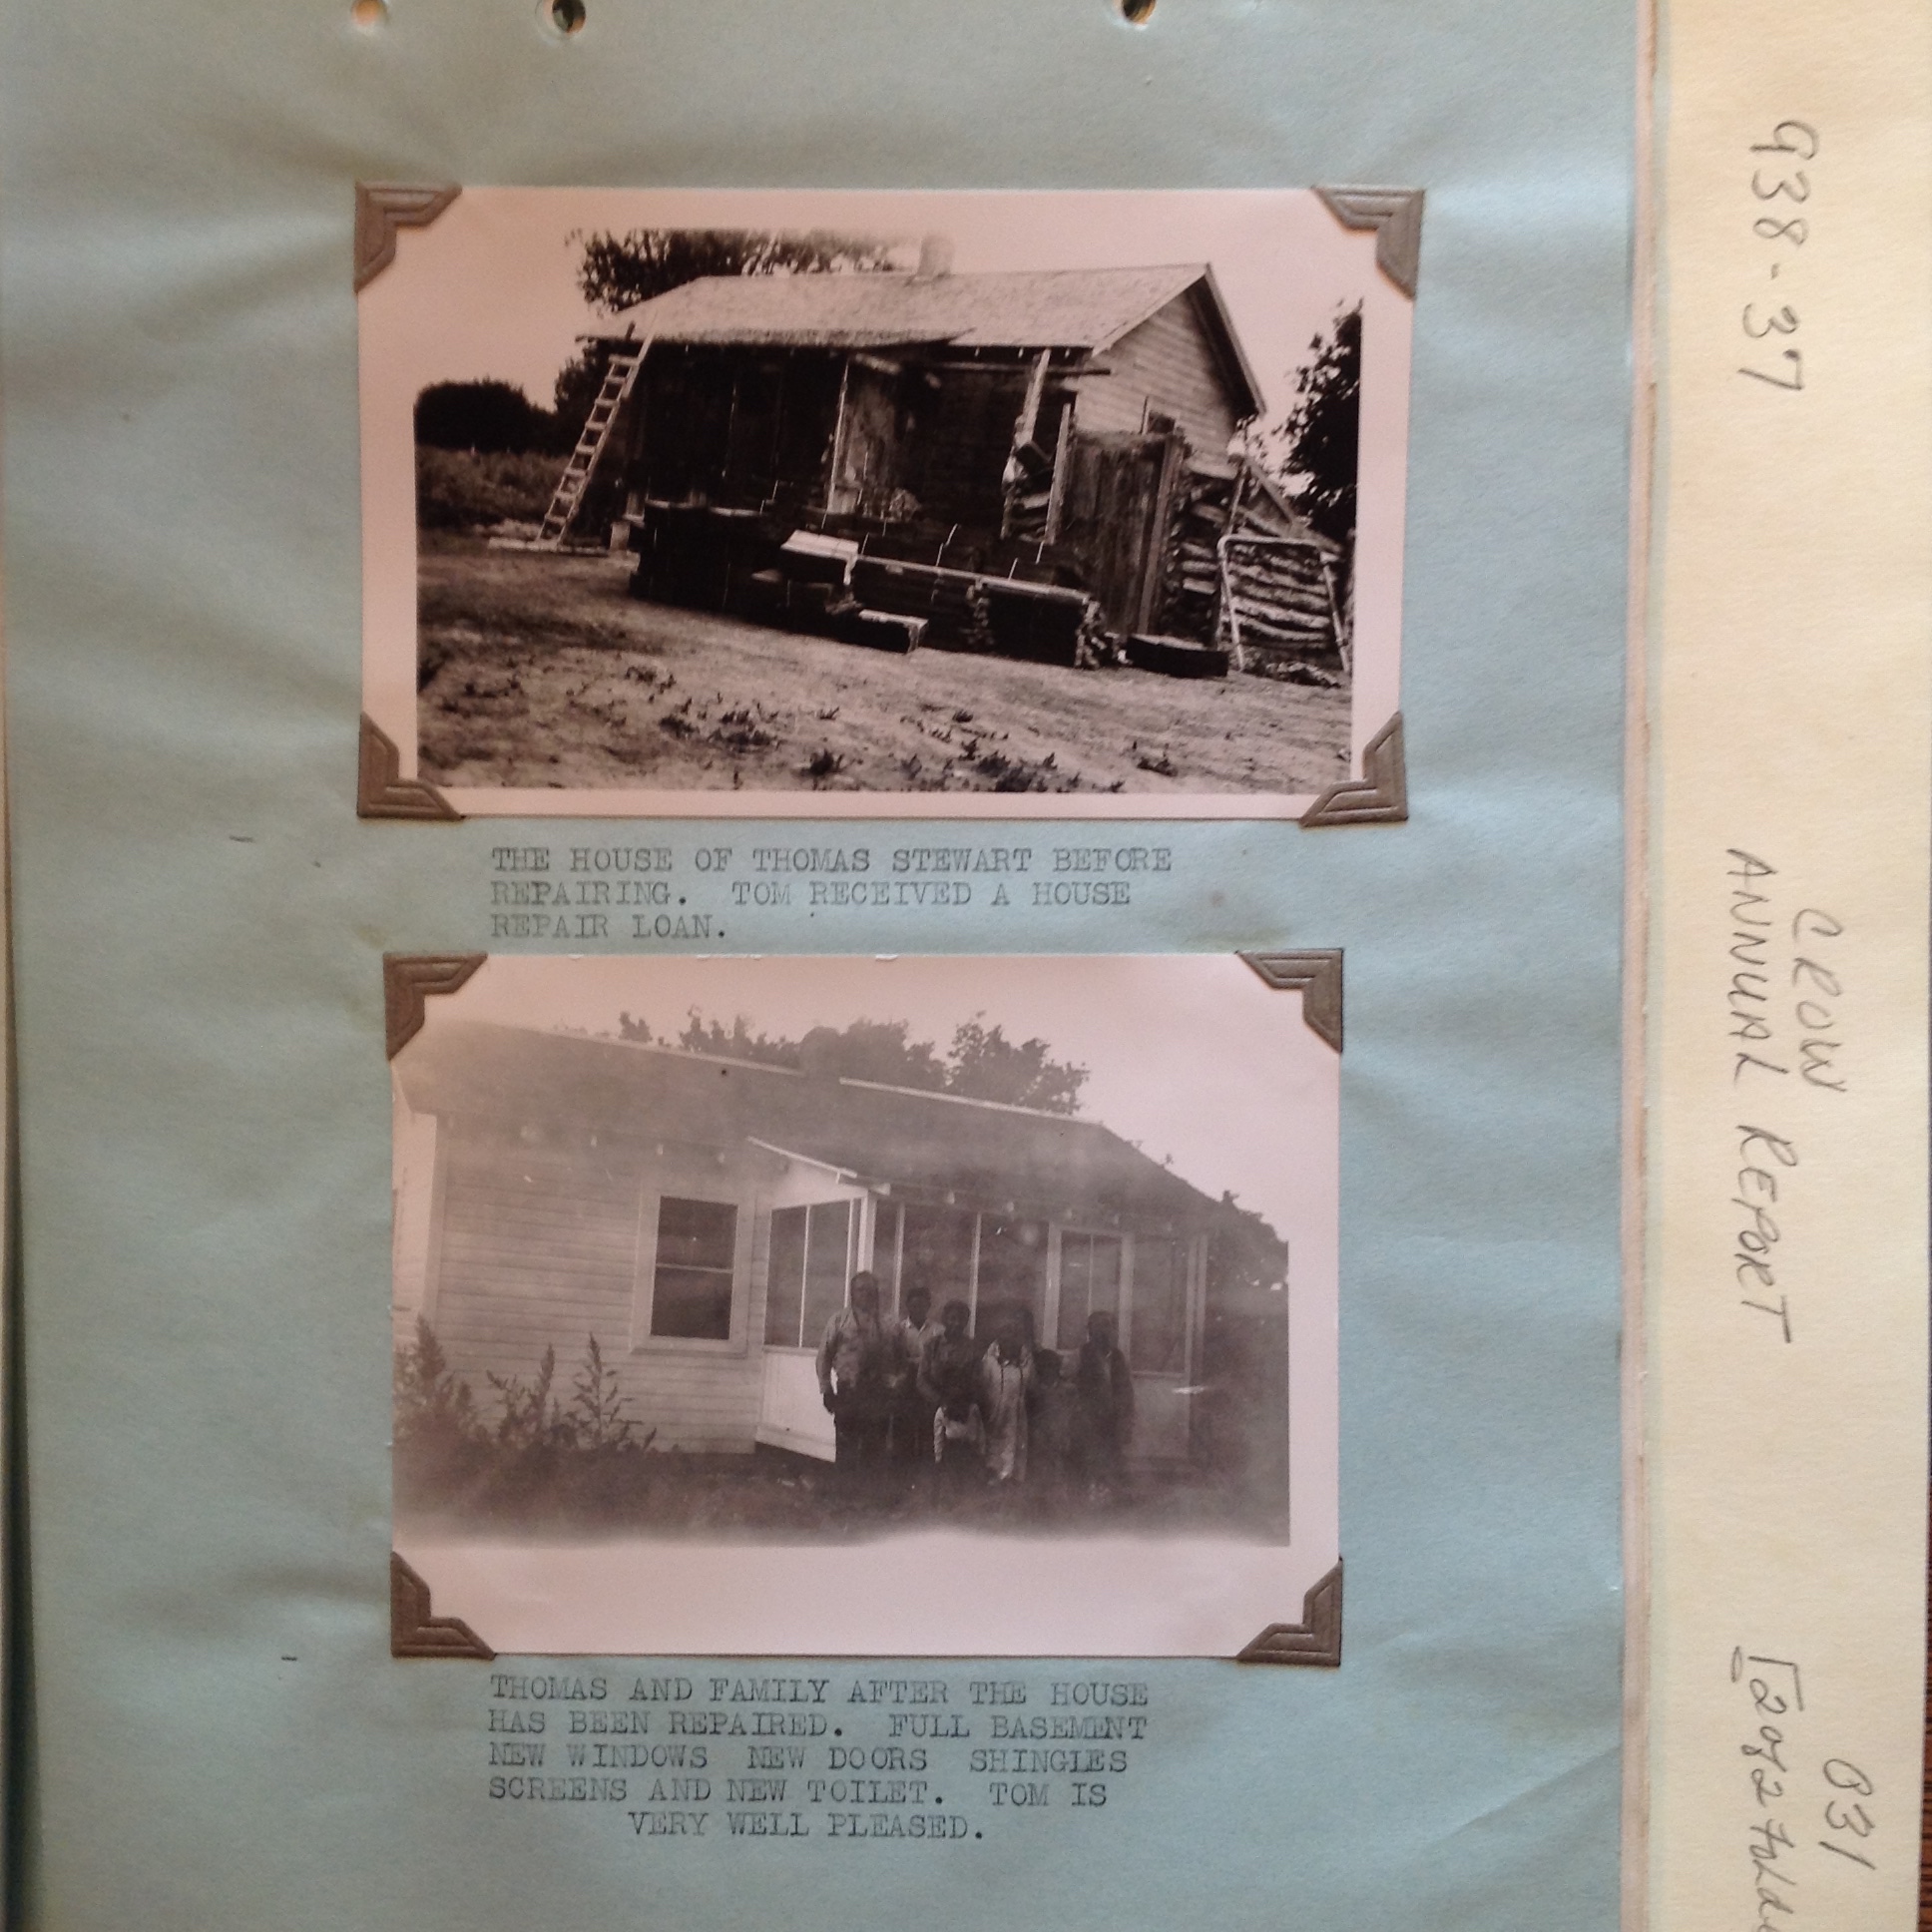 THE HOUSE OF THOMAS STEWART BEFORE
REPAIRING. TOM RECEIVED A HOUSE
REPAIR LOAN.
THOMAS AND FAMILY AFTER THE HOUSE
HAS BEEN REPAIRED. FULL BASEMENT
NEW WINDOWS NEW DOORS SHINGLES
SCREENS AND NEW TOILET. TOM IS
VERY WELL PLEASED.
938-37
CROW
ANNUAL REPORT
031
[2 of 2